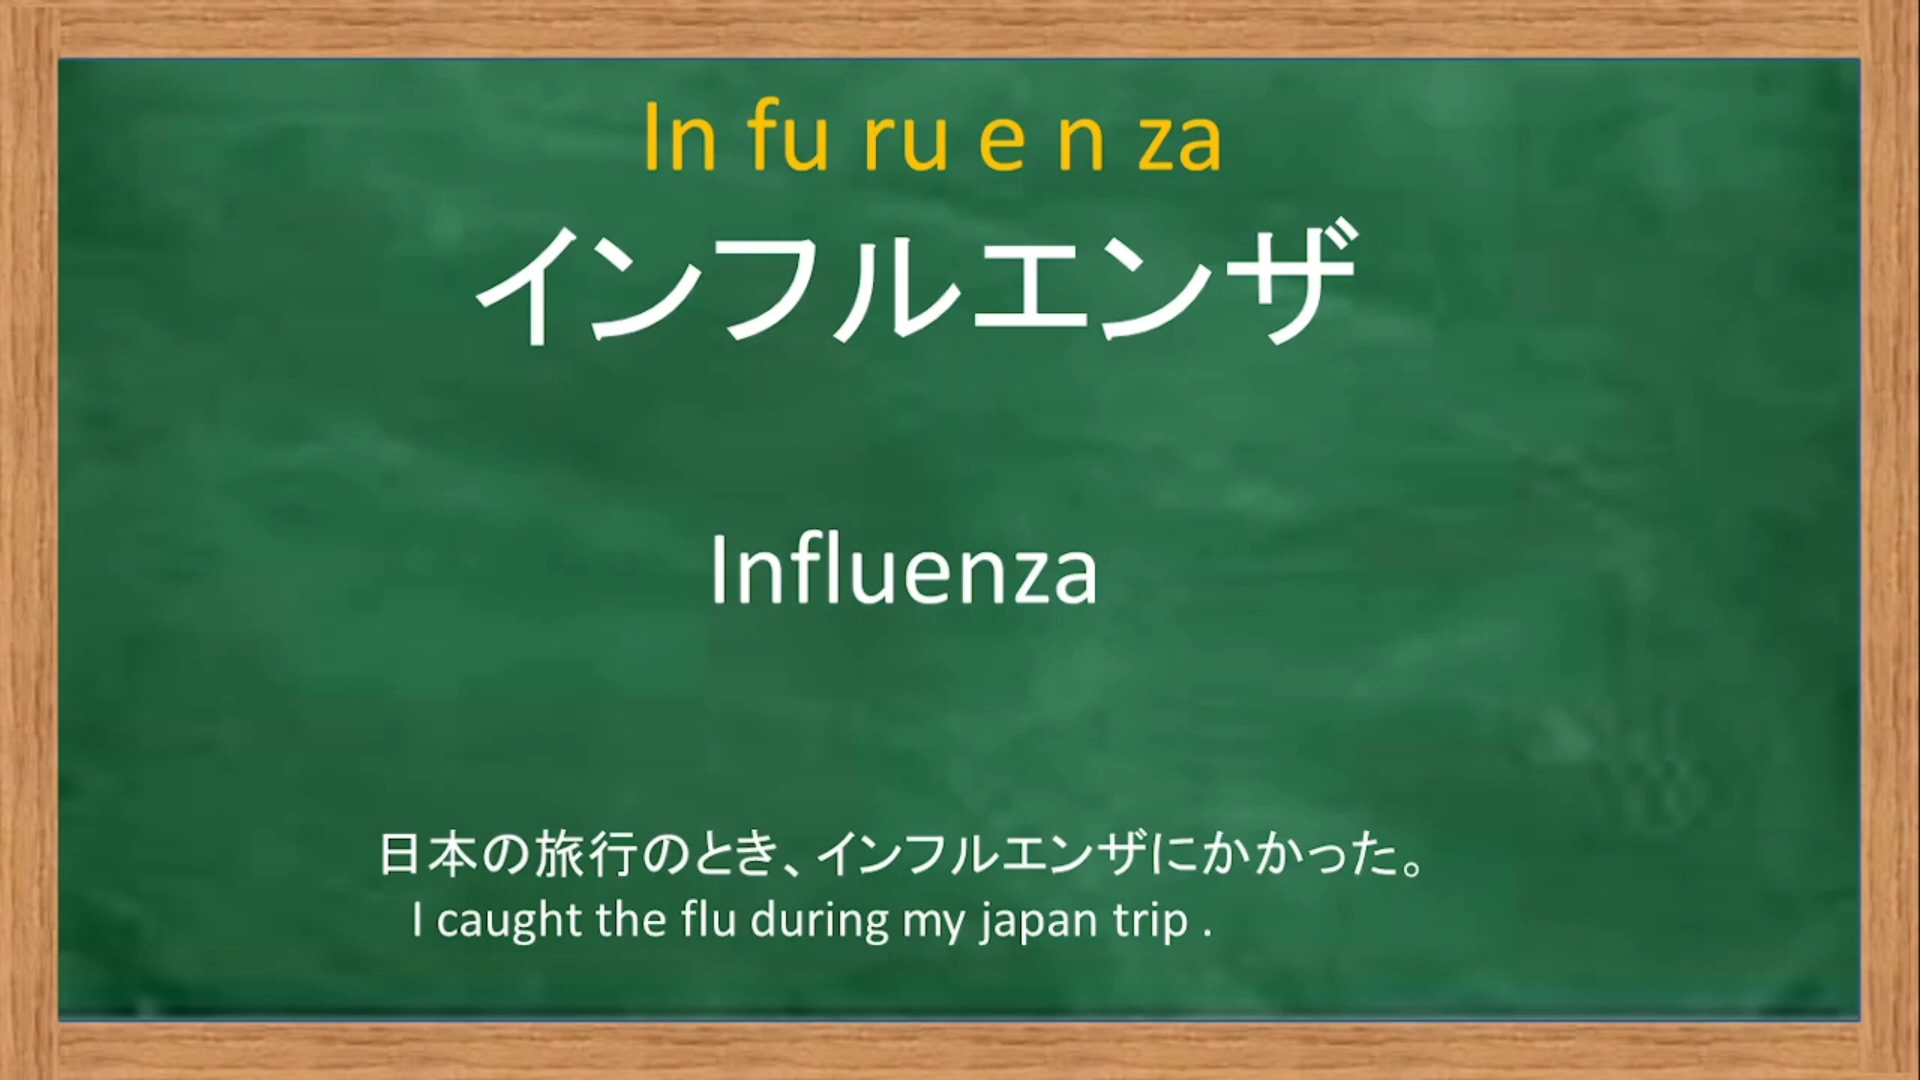 In fu ru e n za
インフルエンザ
Influenza
日本の旅行のとき、インフルエンザにかかった。
I caught the flu during my japan trip .